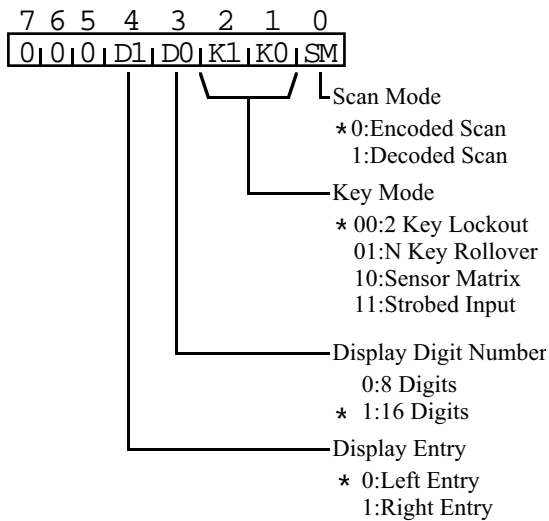 7 6 5 4 3 2 1 0
0 0 0 D1 D0 K1 K0 SM
Scan Mode
* 0:Encoded Scan
1:Decoded Scan
Key Mode
* 00:2 Key Lockout
01:N Key Rollover
10:Sensor Matrix
11:Strobed Input
Display Digit Number
0:8 Digits
* 1:16 Digits
Display Entry
* 0:Left Entry
1:Right Entry